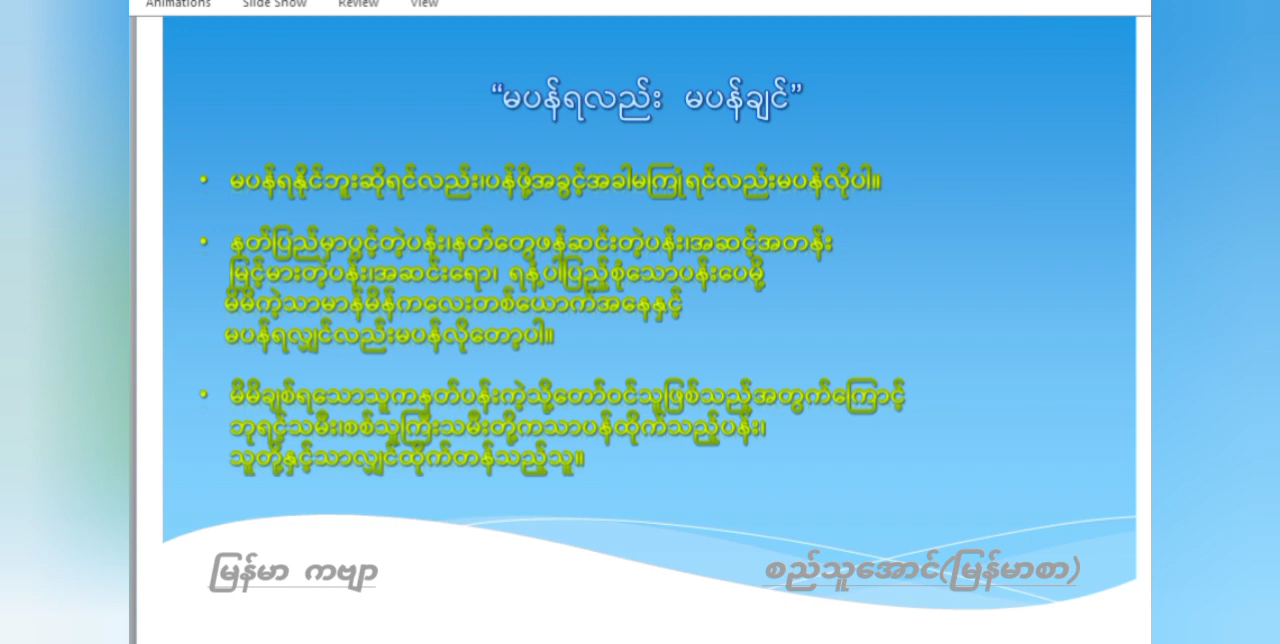 Animations Slide Show Review View
“မပန်ရလည်း မပန်ချင်”
• မပန်ရနိုင်ဘူးဆိုရင်လည်း၊ပန်ဖို့အခွင့်အခါမကြုံရင်လည်းမပန်လိုပါ။
• နတ်ပြည်မှာပွင့်တဲ့ပန်း၊နတ်တွေဖန်ဆင်းတဲ့ပန်း၊အဆင့်အတန်း
မြင့်မားတဲ့ပန်း၊အဆင်းရော၊ ရနံ့ပါပြည့်စုံသောပန်းပေမို့
မိမိကဲ့သာမာန်မိန်ကလေးတစ်ယောက်အနေနှင့်
မပန်ရလျှင်လည်းမပန်လိုတော့ပါ။
• မိမိချစ်ရသောသူကနတ်ပန်းကဲ့သို့တော်ဝင်သူဖြစ်သည့်အတွက်ကြောင့်
ဘုရင့်သမီး၊စစ်သူကြီးသမီးတို့ကသာပန်ထိုက်သည့်ပန်း၊
သူတို့နှင့်သာလျှင်ထိုက်တန်သည့်သူ။
မြန်မာ ကဗျာ
စည်သူအောင်(မြန်မာစာ)